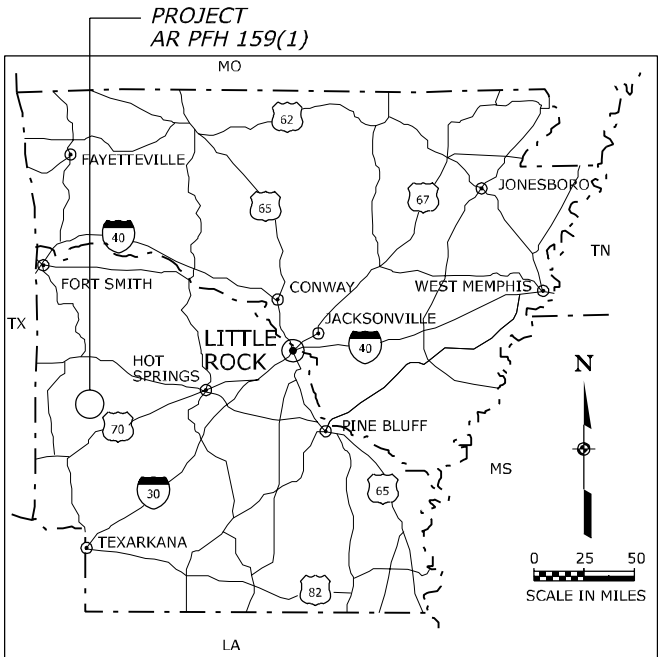 PROJECT
AR PFH 159(1)
MO
62
FAYETTEVILLE
JONESBORO
67
65
40
TN
FORT SMITH
CONWAY
WEST MEMPHIS
TX
JACKSONVILLE
LITTLE
ROCK
40
HOT
SPRINGS
N
70
PINE BLUFF
MS
30
65
TEXARKANA
0 25 50
SCALE IN MILES
82
LA